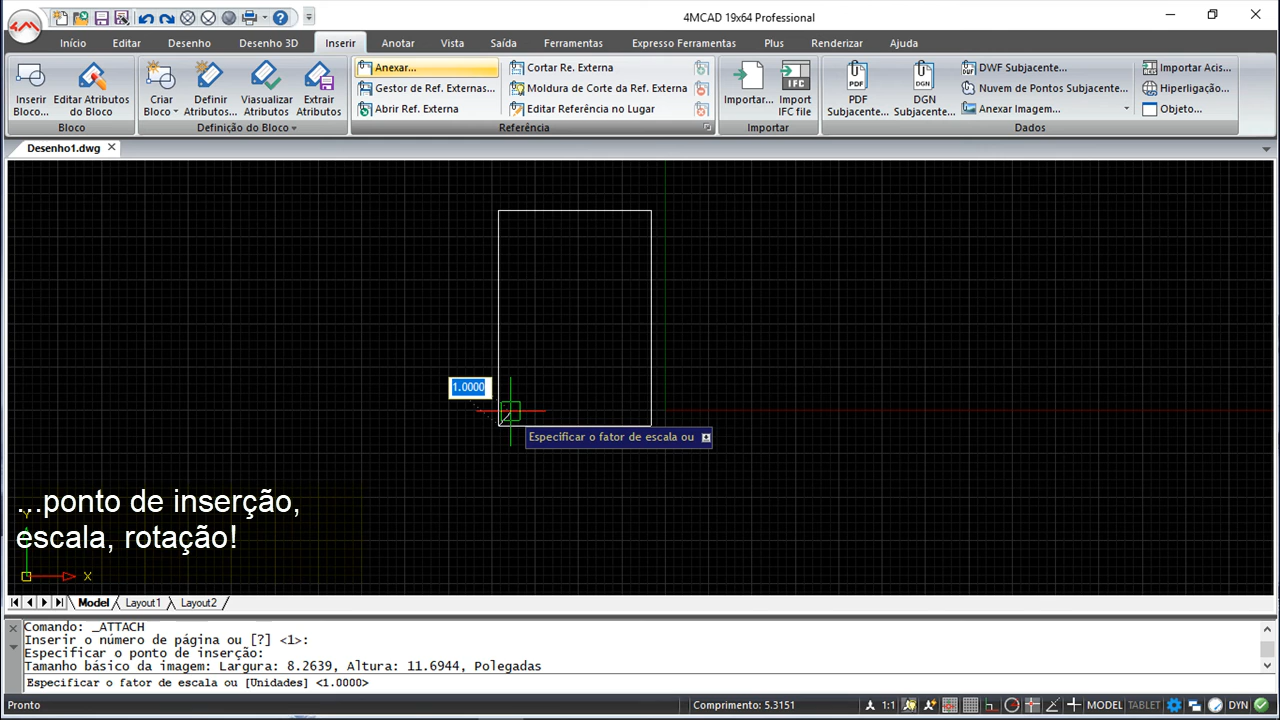 4MCAD 19x64 Professional
Início Editar Desenho Desenho 3D Inserir Anotar Vista Saída Ferramentas Expresso Ferramentas Plus Renderizar Ajuda
Inserir Bloco...
Editar Atributos do Bloco
Bloco
Criar Bloco
Definir Atributos...
Viasualizar Atributos
Extrair Atributos
Definição do Bloco
Anexar...
Gestor de Ref. Externas...
Abrir Ref. Externa
Cortar Re. Externa
Moldura de Corte da Ref. Externa
Editar Referência no Lugar
Referência
Importar...
Import IFC file
Importar
PDF Subjacente...
DGN Subjacente...
DWF Subjacente...
Nuvem de Pontos Subjacente...
Anexar Imagem...
Importar Aci
Hiperligação...
Objeto...
Dados
Desenho1.dwg
1.0000
Especificar o fator de escala ou
...ponto de inserção,
escala, rotação!
Y
X
Model Layout1 Layout2
Comando: _ATTACH
Inserir o número de página ou [?] <1>:
Especificar o ponto de inserção:
Tamanho básico da imagem: Largura: 8.2639, Altura: 11.6944, Polegadas
Especificar o fator de escala ou [Unidades] <1.0000>
Pronto
Comprimento: 5.3151
1:1
MODEL TABLET
DYN